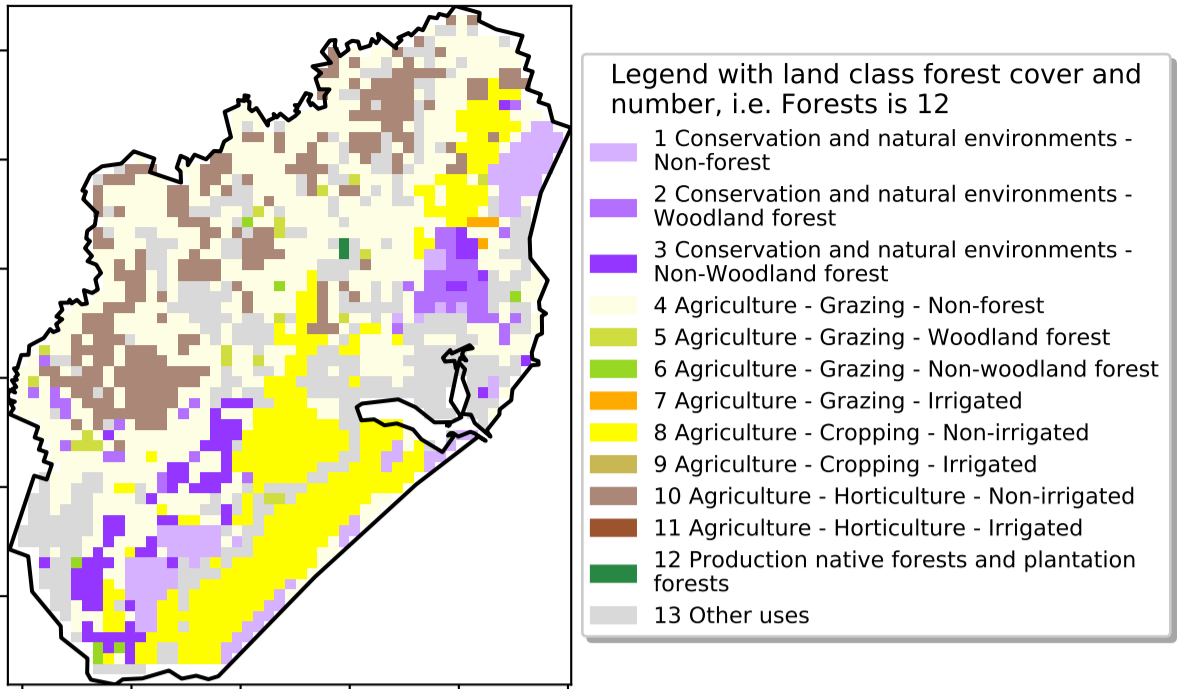 Legend with land class forest cover and
number, i.e. Forests is 12
1 Conservation and natural environments -
Non-forest
2 Conservation and natural environments -
Woodland forest
3 Conservation and natural environments -
Non-Woodland forest
4 Agriculture - Grazing - Non-forest
5 Agriculture - Grazing - Woodland forest
6 Agriculture - Grazing - Non-woodland forest
7 Agriculture - Grazing - Irrigated
8 Agriculture - Cropping - Non-irrigated
9 Agriculture - Cropping - Irrigated
10 Agriculture - Horticulture - Non-irrigated
11 Agriculture - Horticulture - Irrigated
12 Production native forests and plantation
forests
13 Other uses